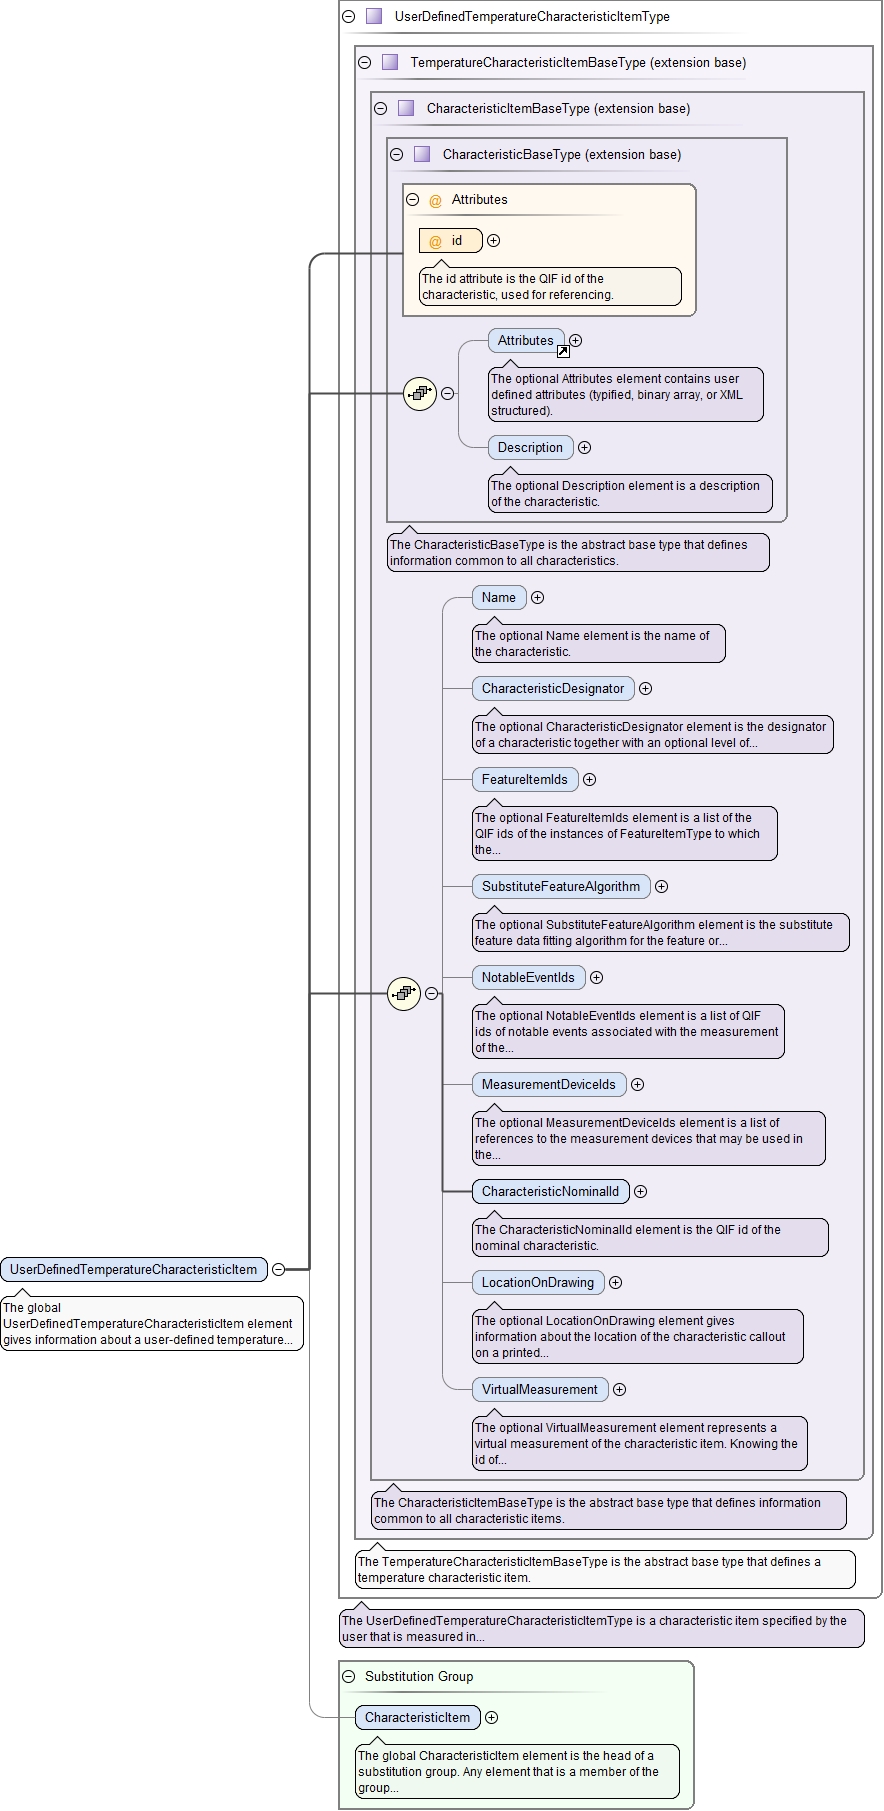 UserDefinedTemperatureCharacteristicItemType
TemperatureCharacteristicItemBaseType (extension base)
CharacteristicItemBaseType (extension base)
CharacteristicBaseType (extension base)
@ Attributes
@ id
The id attribute is the QIF id of the
characteristic, used for referencing.
Attributes
The optional Attributes element contains user
defined attributes (typified, binary array, or XML
structured).
Description
The optional Description element is a description
of the characteristic.
The CharacteristicBaseType is the abstract base type that defines
information common to all characteristics.
Name
The optional Name element is the name of
the characteristic.
CharacteristicDesignator
The optional CharacteristicDesignator element is the designator
of a characteristic together with an optional level of...
FeatureItemIds
The optional FeatureItemIds element is a list of the
QIF ids of the instances of FeatureItemType to which
the...
SubstituteFeatureAlgorithm
The optional SubstituteFeatureAlgorithm element is the substitute
feature data fitting algorithm for the feature or...
NotableEventIds
The optional NotableEventIds element is a list of QIF
ids of notable events associated with the measurement
of the...
MeasurementDeviceIds
The optional MeasurementDeviceIds element is a list of
references to the measurement devices that may be used in
the...
CharacteristicNominalId
The CharacteristicNominalId element is the QIF id of the
nominal characteristic.
UserDefinedTemperatureCharacteristicItem
The global
UserDefinedTemperatureCharacteristicItem element
gives information about a user-defined temperature...
LocationOnDrawing
The optional LocationOnDrawing element gives
information about the location of the characteristic callout
on a printed...
VirtualMeasurement
The optional VirtualMeasurement element represents a
virtual measurement of the characteristic item. Knowing the
id of...
The CharacteristicItemBaseType is the abstract base type that defines information
common to all characteristic items.
The TemperatureCharacteristicItemBaseType is the abstract base type that defines a
temperature characteristic item.
The UserDefinedTemperatureCharacteristicItemType is a characteristic item specified by the
user that is measured in...
Substitution Group
CharacteristicItem
The global CharacteristicItem element is the head of a
substitution group. Any element that is a member of the
group...